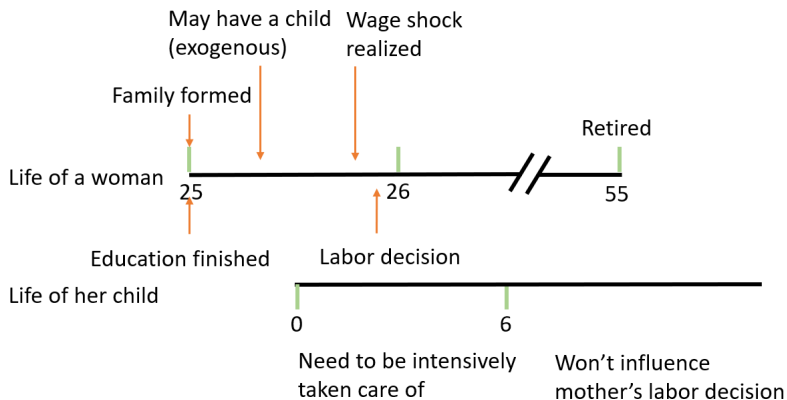 May have a child
(exogenous)
Wage shock
realized
Family formed
Retired
Life of a woman
25
26
55
Education finished
Labor decision
Life of her child
0
6
Need to be intensively
taken care of
Won't influence
mother's labor decision